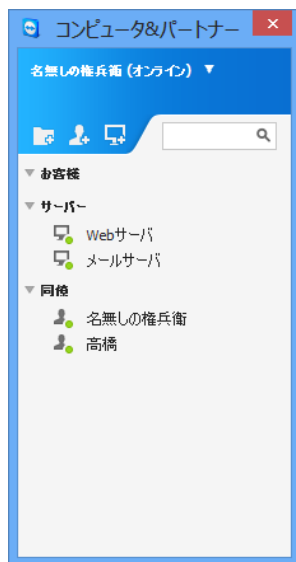 コンピュータ&パートナー
名無しの権兵衛 (オンライン) ▼
お客様
サーバー
Webサーバ
メールサーバ
同僚
名無しの権兵衛
高橋